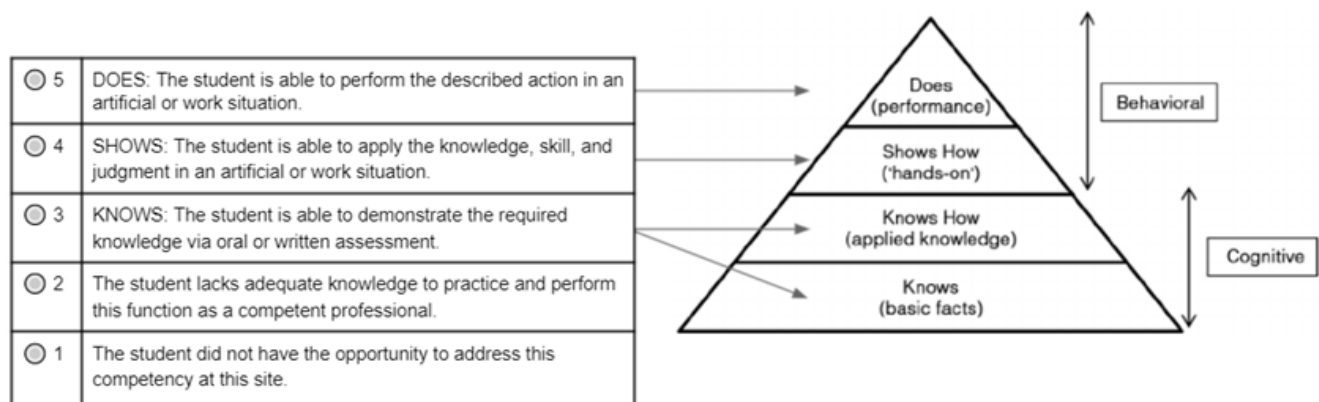 5 DOES: The student is able to perform the described action in an
artificial or work situation.
4 SHOWS: The student is able to apply the knowledge, skill, and
judgment in an artificial or work situation.
3 KNOWS: The student is able to demonstrate the required
knowledge via oral or written assessment.
2 The student lacks adequate knowledge to practice and perform
this function as a competent professional.
1 The student did not have the opportunity to address this
competency at this site.
Does
(performance)
Shows How
('hands-on')
Knows How
(applied knowledge)
Knows
(basic facts)
Behavioral
Cognitive